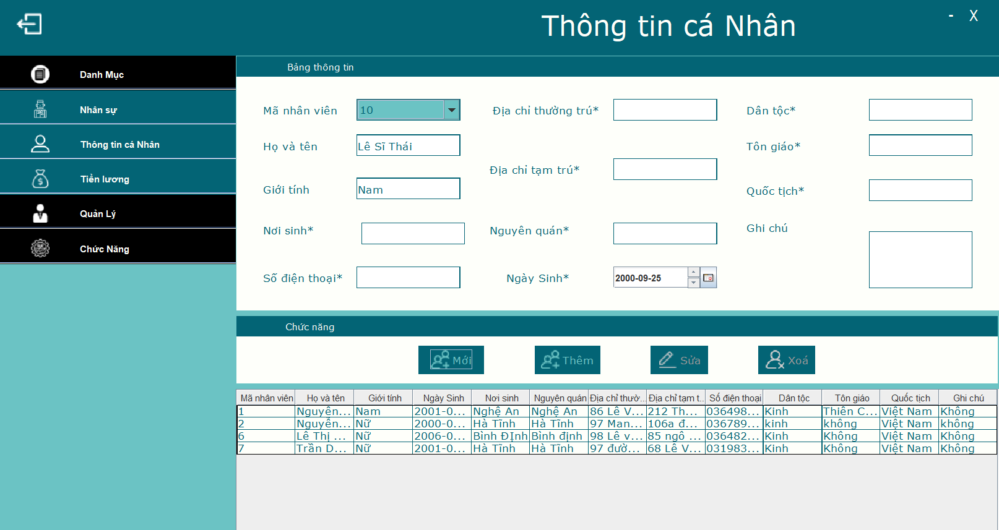 Thông tin cá Nhân
- X
Danh Mục
Nhân sự
Thông tin cá Nhân
Tiền lương
Quản Lý
Chức Năng
Bảng thông tin
Mã nhân viên 10 Địa chỉ thường trú* Dân tộc*
Họ và tên Lê Sĩ Thái Tôn giáo*
Địa chỉ tạm trú*
Giới tính Nam Quốc tịch*
Nơi sinh* Nguyên quán* Ghi chú
Số điện thoại* Ngày Sinh* 2000-09-25
Chức năng
Mới Thêm Sửa Xoá
Mã nhân viên Họ và tên Giới tính Ngày Sinh Nơi sinh Nguyên quán Địa chỉ thườ... Địa chỉ tạm t... Số điện thoại Dân tộc Tôn giáo Quốc tịch Ghi chú
1 Nguyên... Nam 2001-0... Nghệ An Nghệ An 86 Lê V... 212 Th... 036498... Kinh Thiên C... Việt Nam Không
2 Nguyễn... Nữ 2000-0... Hà Tĩnh Hà Tĩnh 97 Man... 106a đ... 036789... kinh không Việt Nam không
6 Lê Thị ... Nữ 2006-0... Bình ĐỊnh Bình định 98 Lê v... 85 ngô ... 036482... Kinh Không Việt Nam Không
7 Trần D... Nữ 2001-0... Hà Tĩnh Hà Tĩnh 97 đườ... 68 Lê V... 031983... Kinh Không Việt Nam Không